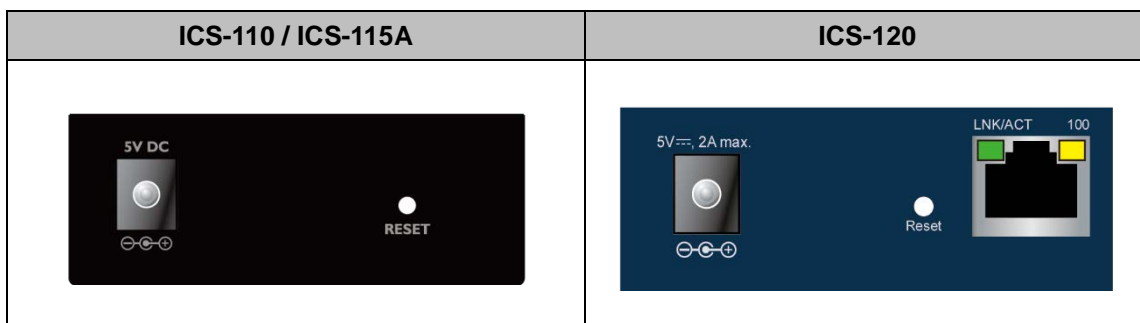 ICS-110 / ICS-115A
ICS-120
5V DC
RESET
5V⎓, 2A max.
LNK/ACT 100
Reset